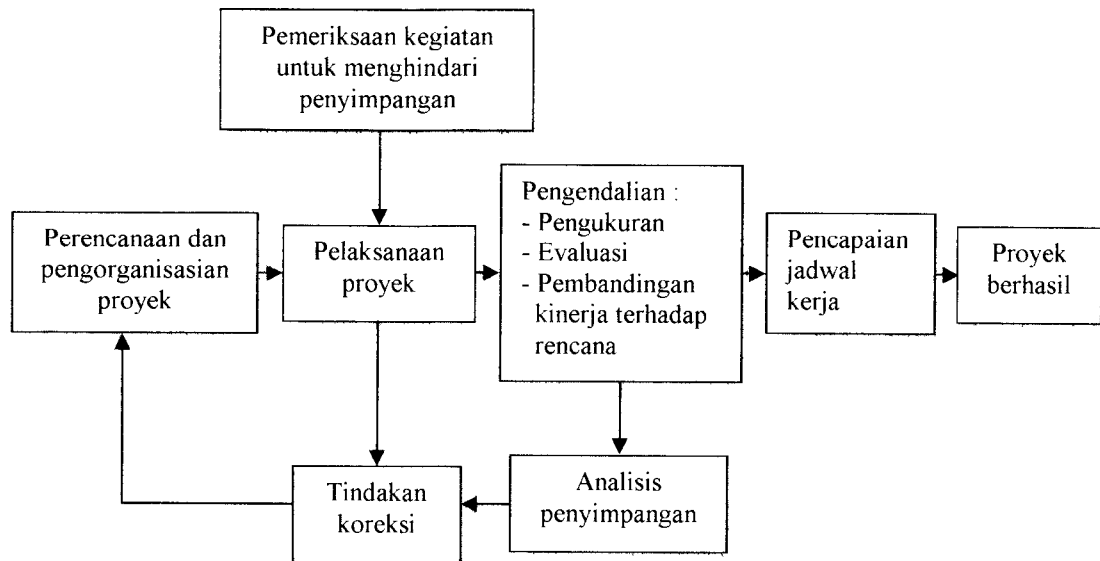 Pemeriksaan kegiatan
untuk menghindari
penyimpangan
Perencanaan dan
pengorganisasian
proyek
Pelaksanaan
proyek
Pengendalian :
- Pengukuran
- Evaluasi
- Pembandingan
kinerja terhadap
rencana
Pencapaian
jadwal
kerja
Proyek
berhasil
Tindakan
koreksi
Analisis
penyimpangan